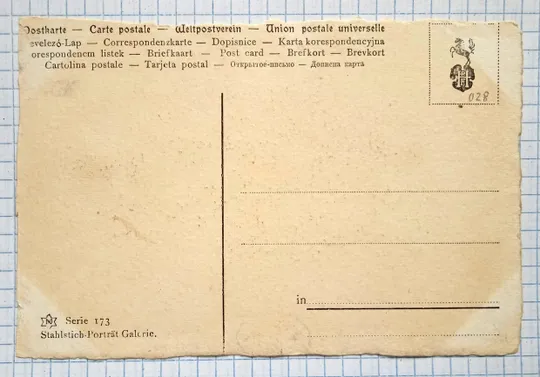 Postkarte — Carte postale — Weltpostverein — Union postale universelle
evelező-Lap — Correspondenzkarte — Dopisnice — Karta korespondencyjna
orespondencni listek — Briefkaart — Post card — Brefkort — Brevkort
Cartolina postale — Tarjeta postal — Открытое-письмо — Дописна карта
028
in
Serie 173
Stahlstich-Porträt Galerie.